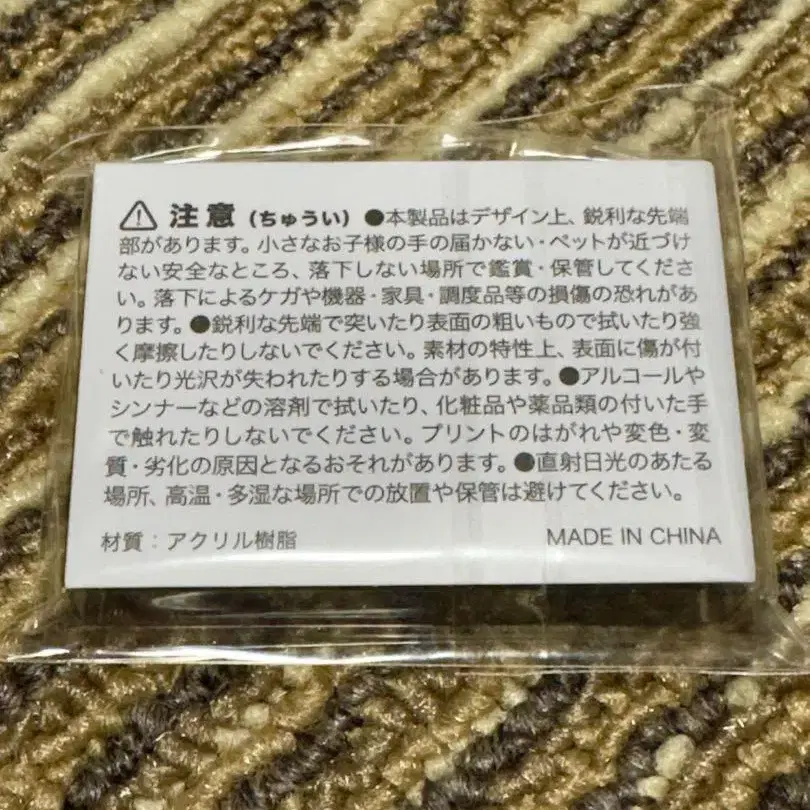 ⚠ 注意(ちゅうい) ●本製品はデザイン上、鋭利な先端
部があります。小さなお子様の手の届かない・ペットが近づけ
ない安全なところ、落下しない場所で鑑賞・保管してくださ
い。落下によるケガや機器・家具・調度品等の損傷の恐れがあ
ります。●鋭利な先端で突いたり表面の粗いもので拭いたり強
く摩擦したりしないでください。素材の特性上、表面に傷が付
いたり光沢が失われたりする場合があります。●アルコールや
シンナーなどの溶剤で拭いたり、化粧品や薬品類の付いた手
で触れたりしないでください。プリントのはがれや変色・変
質・劣化の原因となるおそれがあります。●直射日光のあたる
場所、高温・多湿な場所での放置や保管は避けてください。
材質:アクリル樹脂 MADE IN CHINA